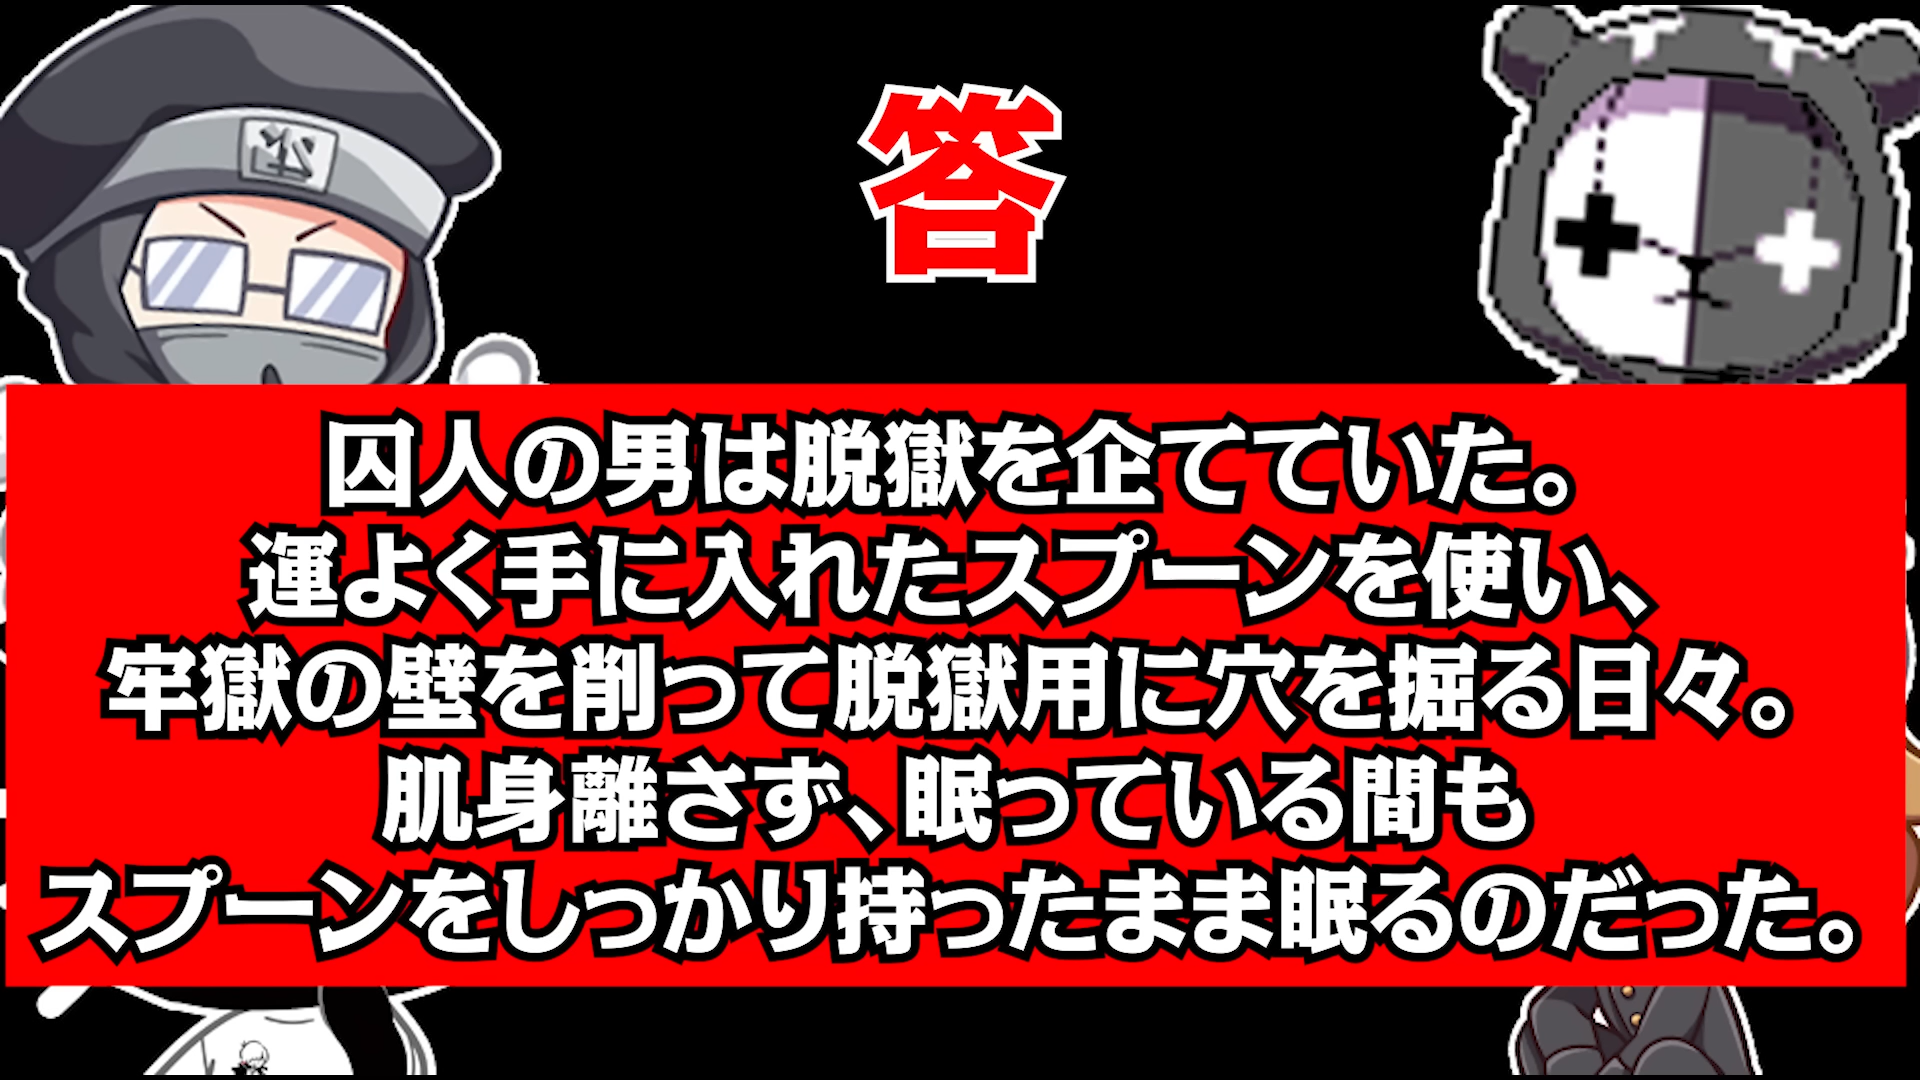 答
囚人の男は脱獄を企てていた。
運よく手に入れたスプーンを使い、
牢獄の壁を削って脱獄用に穴を掘る日々。
肌身離さず、眠っている間も
スプーンをしっかり持ったまま眠るのだった。